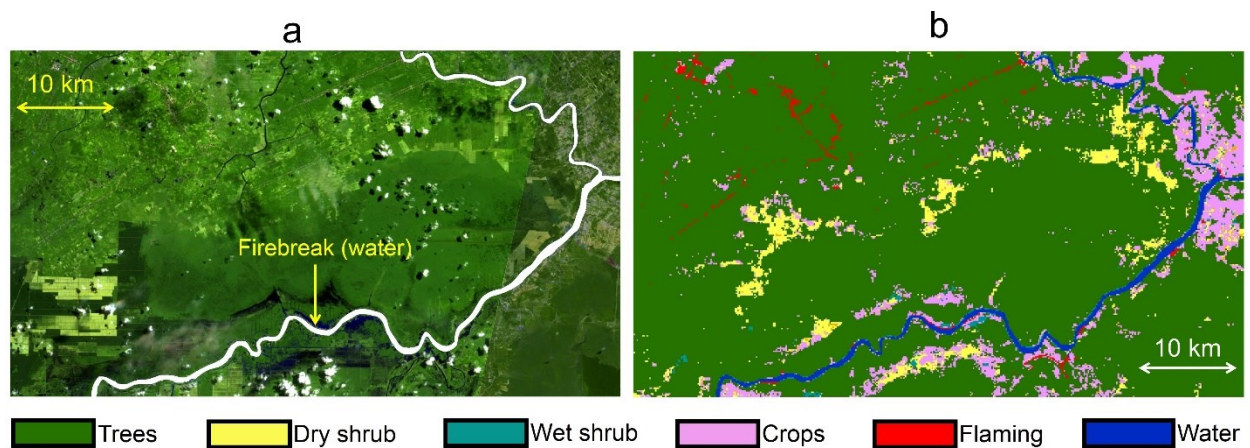 a
b
10 km
Firebreak (water)
10 km
Trees
Dry shrub
Wet shrub
Crops
Flaming
Water